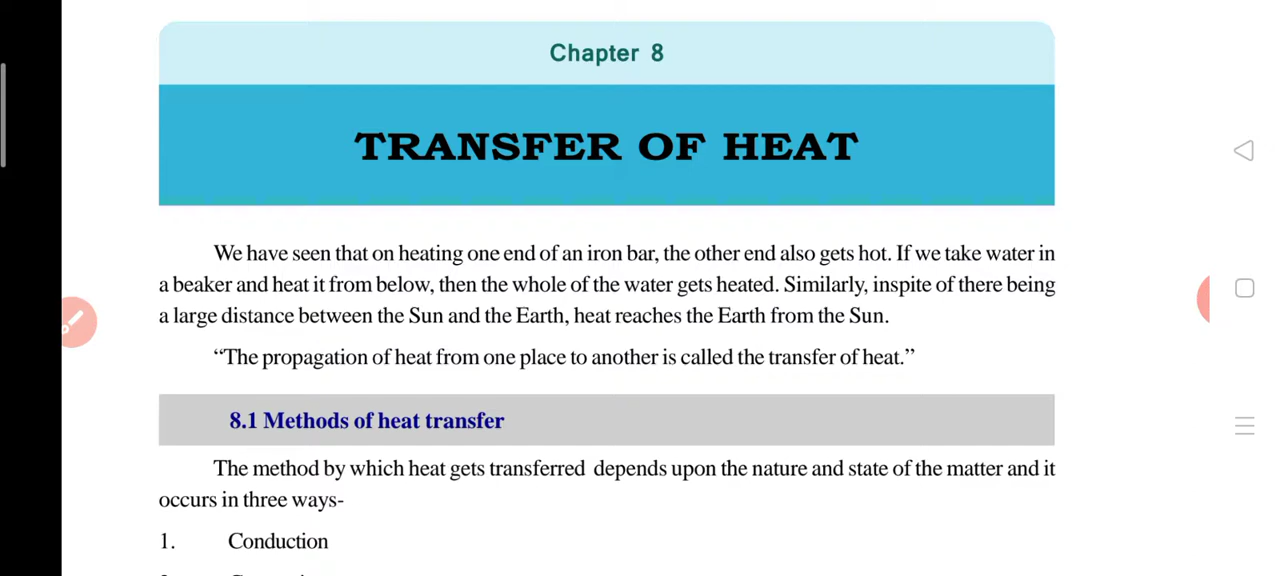 Chapter 8
TRANSFER OF HEAT
We have seen that on heating one end of an iron bar, the other end also gets hot. If we take water in
a beaker and heat it from below, then the whole of the water gets heated. Similarly, inspite of there being
a large distance between the Sun and the Earth, heat reaches the Earth from the Sun.
“The propagation of heat from one place to another is called the transfer of heat.”
8.1 Methods of heat transfer
The method by which heat gets transferred depends upon the nature and state of the matter and it
occurs in three ways-
1. Conduction